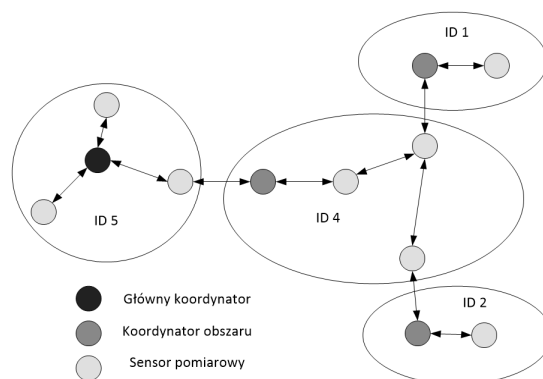 ID 1
ID 5
ID 4
ID 2
Główny koordynator
Koordynator obszaru
Sensor pomiarowy